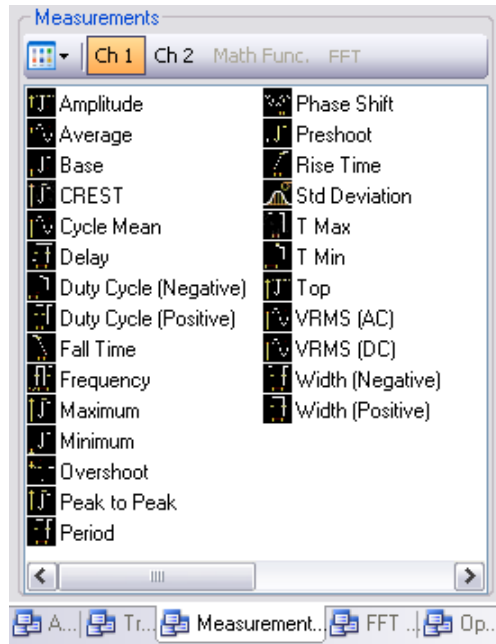 Measurements
Ch 1 Ch 2 Math Func. FFT
Amplitude
Average
Base
CREST
Cycle Mean
Delay
Duty Cycle (Negative)
Duty Cycle (Positive)
Fall Time
Frequency
Maximum
Minimum
Overshoot
Peak to Peak
Period
Phase Shift
Preshoot
Rise Time
Std Deviation
T Max
T Min
Top
VRMS (AC)
VRMS (DC)
Width (Negative)
Width (Positive)
A... Tr... Measurement... FFT ... Op...